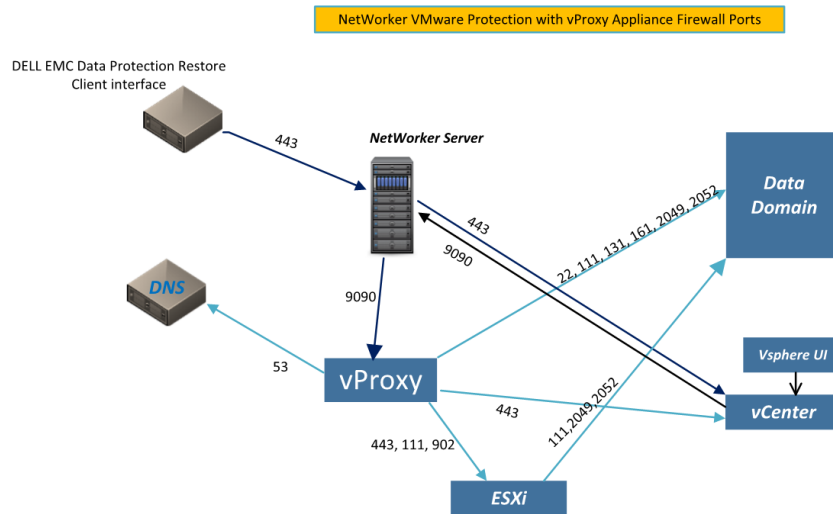 NetWorker VMware Protection with vProxy Appliance Firewall Ports
DELL EMC Data Protection Restore
Client interface
443
NetWorker Server
Data
Domain
22, 111, 131, 161, 2049, 2052
443
9090
DNS
9090
Vsphere UI
53
vProxy
443
111,2049,2052
vCenter
443, 111, 902
ESXi